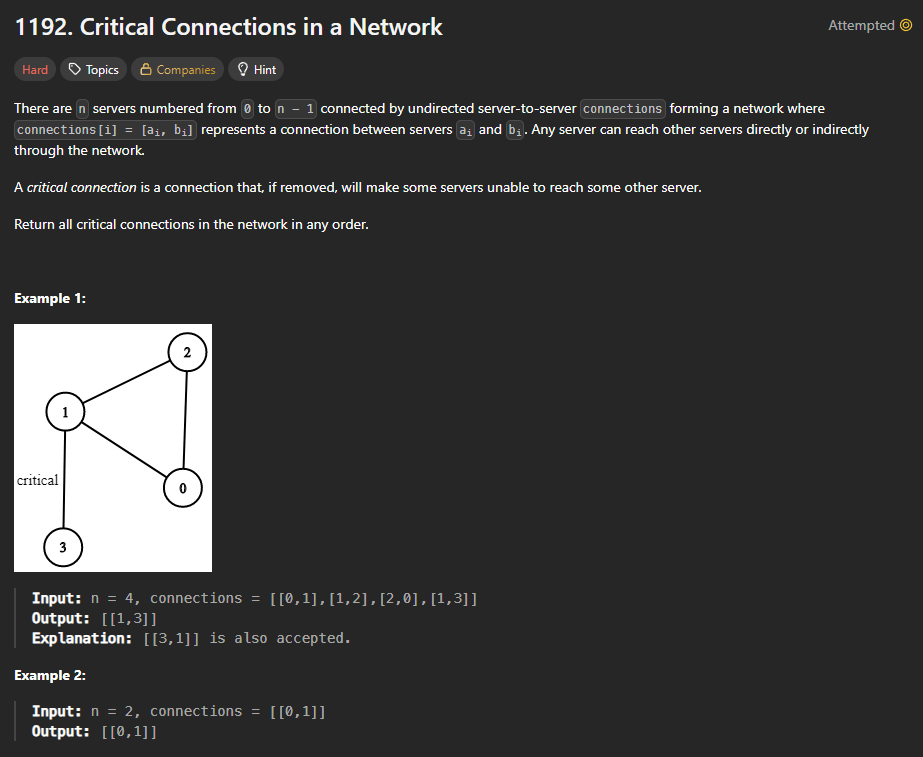 1192. Critical Connections in a Network
Attempted
Hard Topics Companies Hint
There are n servers numbered from 0 to n - 1 connected by undirected server-to-server connections forming a network where
connections[i] = [ai, bi] represents a connection between servers ai and bi. Any server can reach other servers directly or indirectly
through the network.
A critical connection is a connection that, if removed, will make some servers unable to reach some other server.
Return all critical connections in the network in any order.
Example 1:
2
1
critical
0
3
Input: n = 4, connections = [[0,1],[1,2],[2,0],[1,3]]
Output: [[1,3]]
Explanation: [[3,1]] is also accepted.
Example 2:
Input: n = 2, connections = [[0,1]]
Output: [[0,1]]